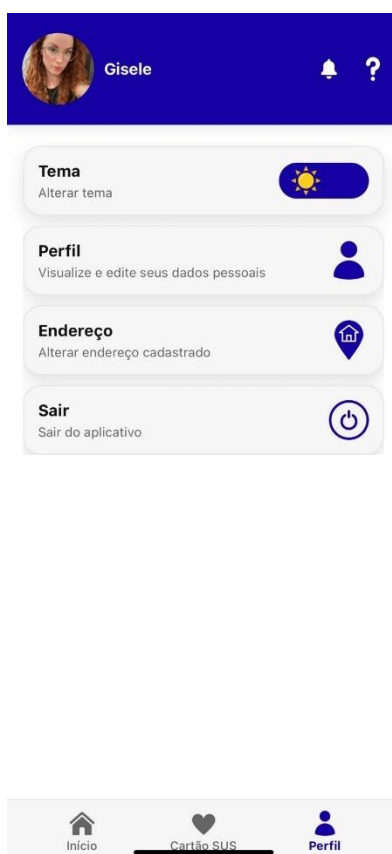 Gisele
Tema
Alterar tema
Perfil
Visualize e edite seus dados pessoais
Endereço
Alterar endereço cadastrado
Sair
Sair do aplicativo
Início
Cartão SUS
Perfil